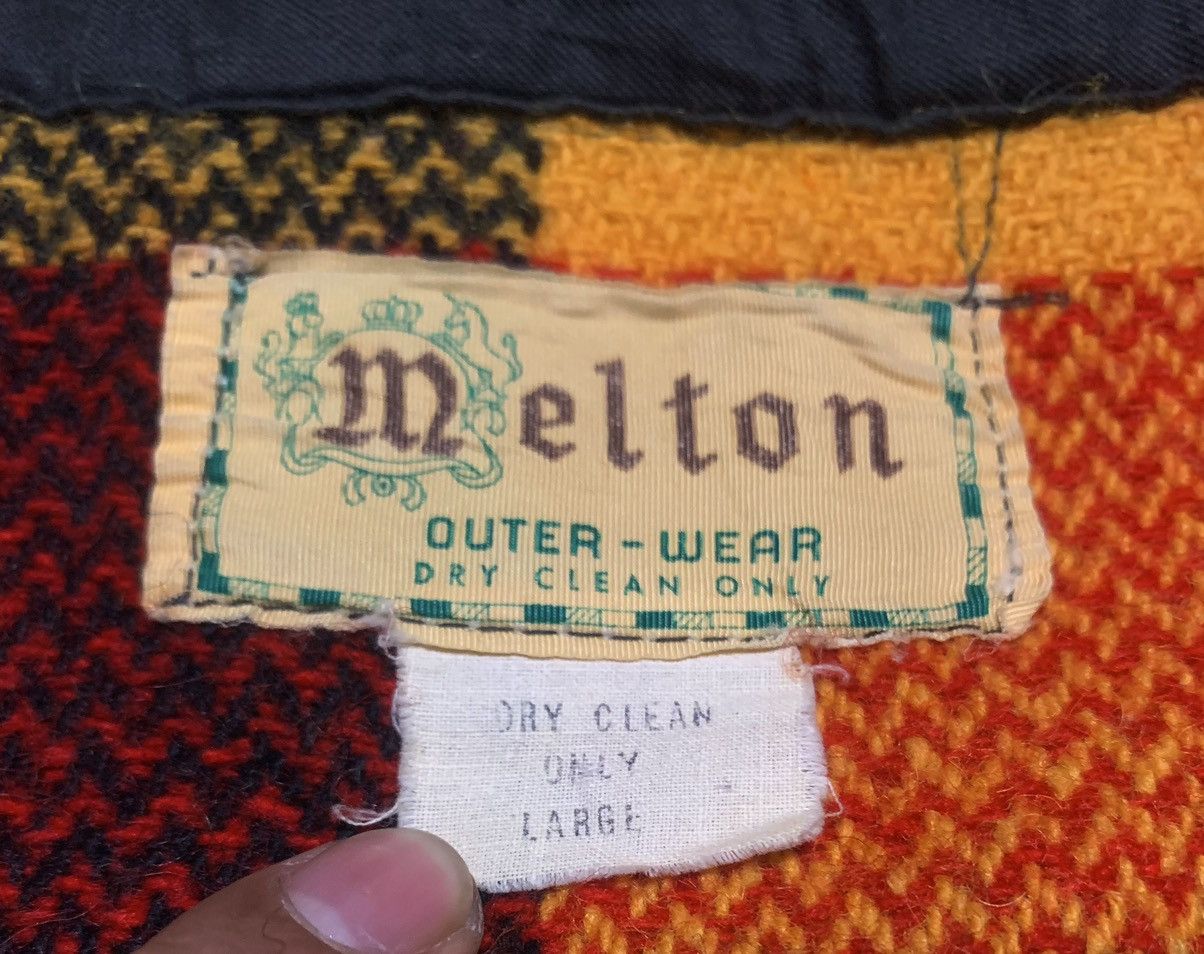 Melton
OUTER-WEAR
DRY CLEAN ONLY
DRY CLEAN
ONLY
LARGE